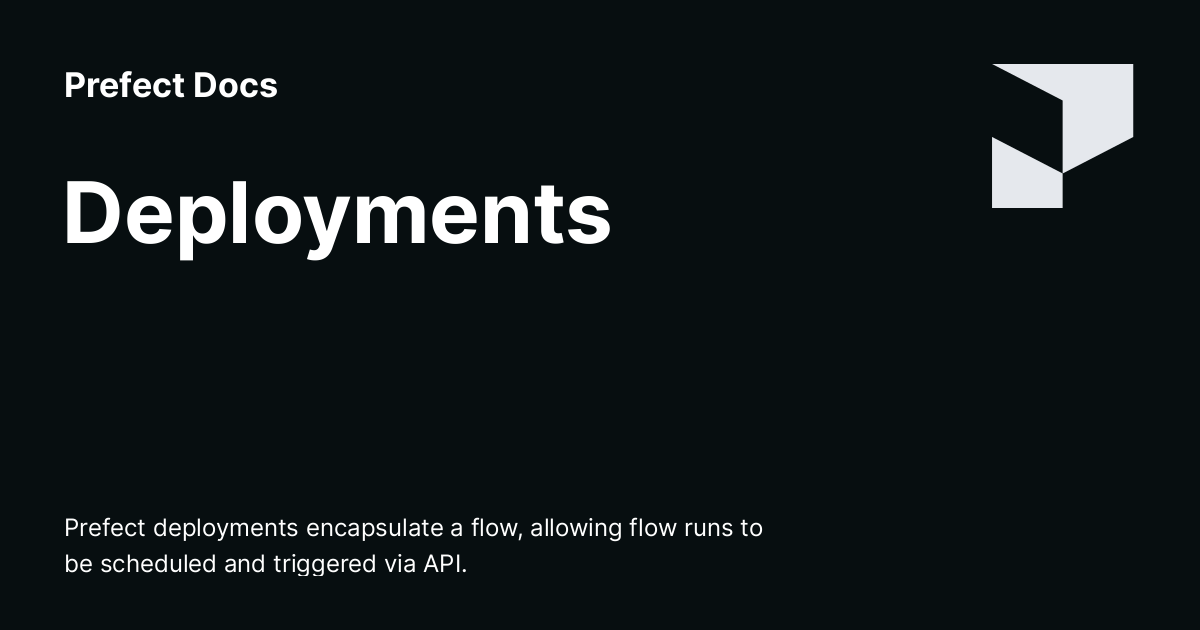 Prefect Docs
Deployments
Prefect deployments encapsulate a flow, allowing flow runs to
be scheduled and triggered via API.